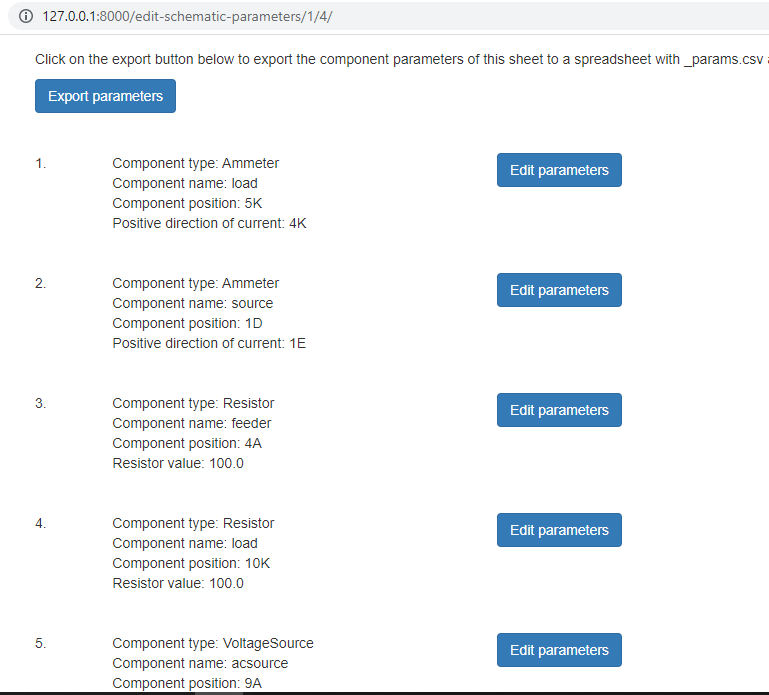 127.0.0.1:8000/edit-schematic-parameters/1/4/
Click on the export button below to export the component parameters of this sheet to a spreadsheet with _params.csv
Export parameters
1.
Component type: Ammeter
Component name: load
Component position: 5K
Positive direction of current: 4K
Edit parameters
2.
Component type: Ammeter
Component name: source
Component position: 1D
Positive direction of current: 1E
Edit parameters
3.
Component type: Resistor
Component name: feeder
Component position: 4A
Resistor value: 100.0
Edit parameters
4.
Component type: Resistor
Component name: load
Component position: 10K
Resistor value: 100.0
Edit parameters
5.
Component type: VoltageSource
Component name: acsource
Component position: 9A
Edit parameters